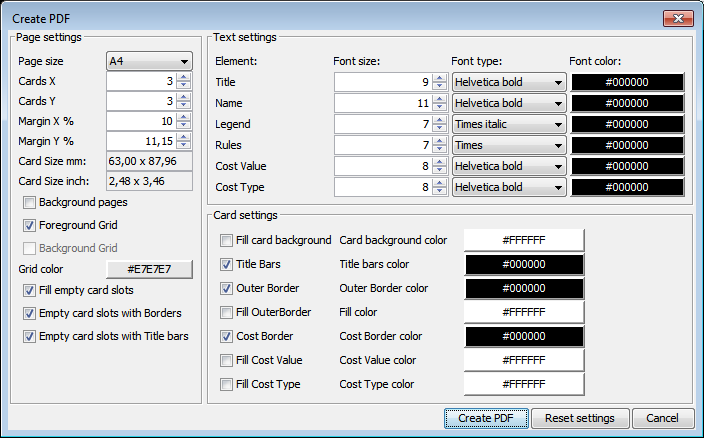 Create PDF
Page settings
Page size A4
Cards X 3
Cards Y 3
Margin X % 10
Margin Y % 11,15
Card Size mm: 63,00 x 87,96
Card Size inch: 2,48 x 3,46
Background pages
Foreground Grid
Background Grid
Grid color #E7E7E7
Fill empty card slots
Empty card slots with Borders
Empty card slots with Title bars
Text settings
Element: Font size: Font type: Font color:
Title 9 Helvetica bold #000000
Name 11 Helvetica bold #000000
Legend 7 Times italic #000000
Rules 7 Times #000000
Cost Value 8 Helvetica bold #000000
Cost Type 8 Helvetica bold #000000
Card settings
Fill card background Card background color #FFFFFF
Title Bars Title bars color #000000
Outer Border Outer Border color #000000
Fill OuterBorder Fill color #FFFFFF
Cost Border Cost Border color #000000
Fill Cost Value Cost Value color #FFFFFF
Fill Cost Type Cost Type color #FFFFFF
Create PDF Reset settings Cancel